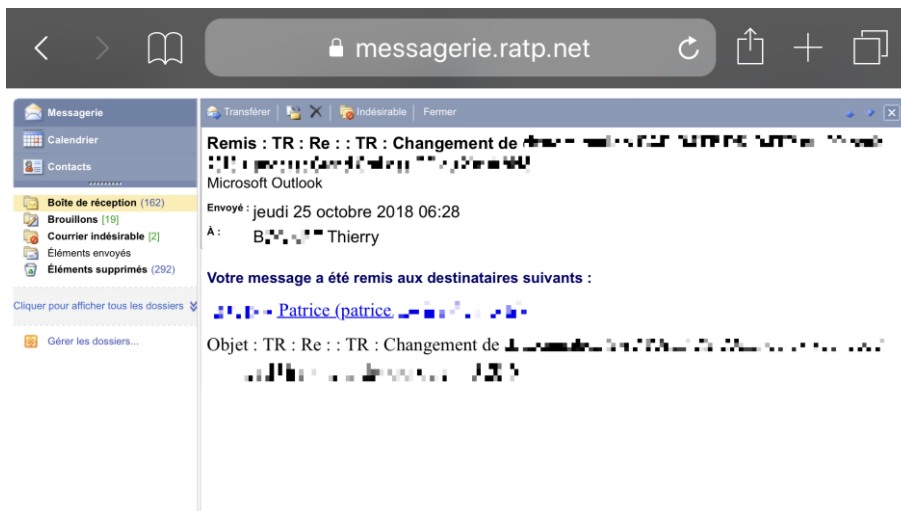 messagerie.ratp.net
Messagerie
Calendrier
Contacts
Boîte de réception (162)
Brouillons [19]
Courrier indésirable [2]
Éléments envoyés
Éléments supprimés (292)
Cliquer pour afficher tous les dossiers
Gérer les dossiers...
Transférer Indésirable Fermer
Remis : TR : Re : : TR : Changement de
Microsoft Outlook
Envoyé : jeudi 25 octobre 2018 06:28
À : Thierry
Votre message a été remis aux destinataires suivants :
Patrice (patrice
Objet : TR : Re : : TR : Changement de